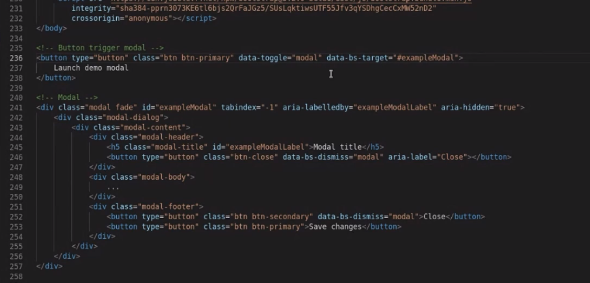 231 integrity="sha384-
232 crossorigin="anonymous"></script>
233 </body>
234
235 <!-- Button trigger modal -->
236 <button type="button" class="btn btn-primary" data-toggle="modal" data-bs-target="#exampleModal">
237 Launch demo modal
238 </button>
239
240 <!-- Modal -->
241 <div class="modal fade" id="exampleModal" tabindex="-1" aria-labelledby="exampleModalLabel" aria-hidden="true">
242 <div class="modal-dialog">
243 <div class="modal-content">
244 <div class="modal-header">
245 <h5 class="modal-title" id="exampleModalLabel">Modal title</h5>
246 <button type="button" class="btn-close" data-bs-dismiss="modal" aria-label="Close"></button>
247 </div>
248 <div class="modal-body">
249 ...
250 </div>
251 <div class="modal-footer">
252 <button type="button" class="btn btn-secondary" data-bs-dismiss="modal">Close</button>
253 <button type="button" class="btn btn-primary">Save changes</button>
254 </div>
255 </div>
256 </div>
257 </div>
258